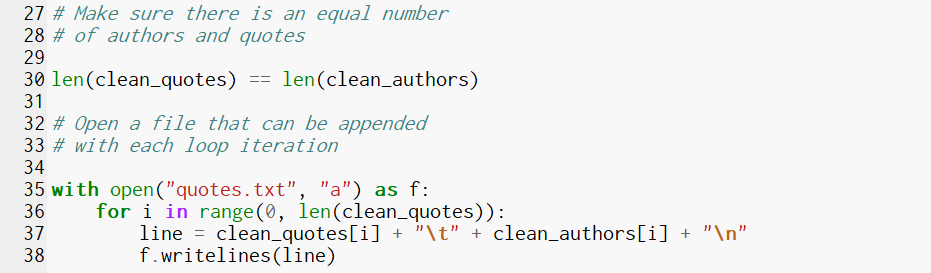 27 # Make sure there is an equal number
28 # of authors and quotes
29
30 len(clean_quotes) == len(clean_authors)
31
32 # Open a file that can be appended
33 # with each loop iteration
34
35 with open("quotes.txt", "a") as f:
36     for i in range(0, len(clean_quotes)):
37         line = clean_quotes[i] + "\t" + clean_authors[i] + "\n"
38         f.writelines(line)